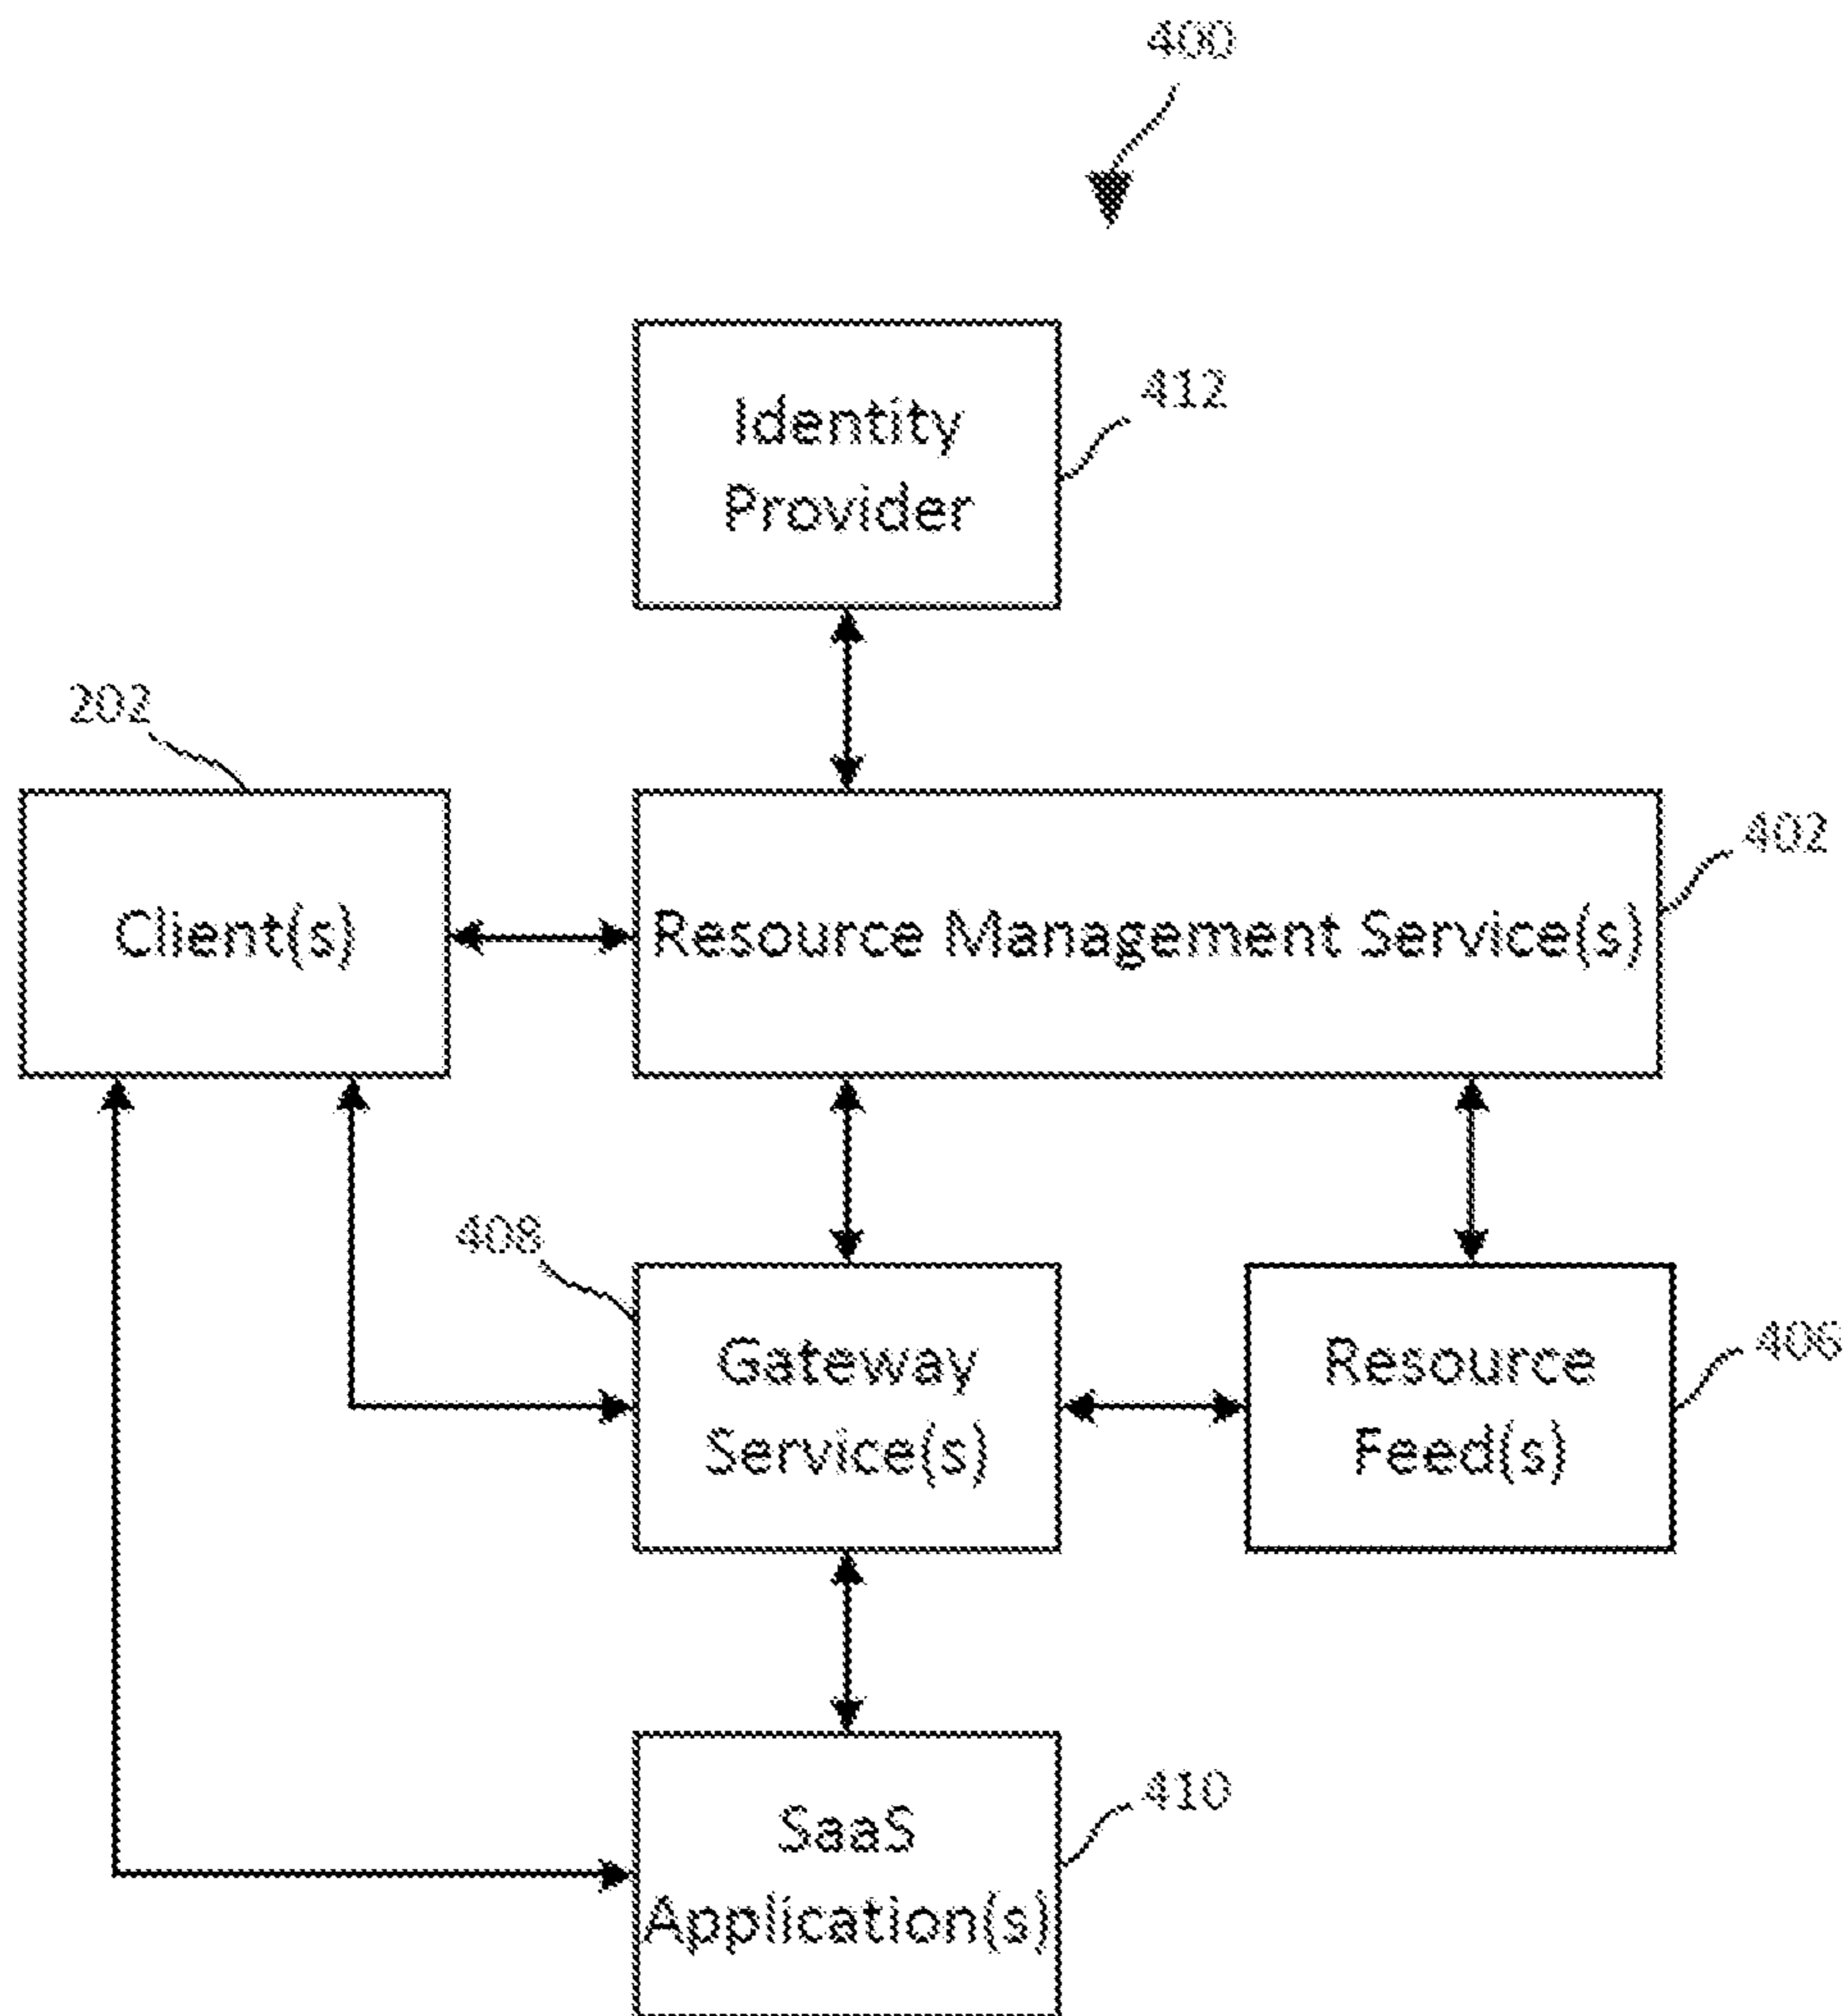 400
Identity
Provider
412
202
Client(s)
Resource Management Service(s)
402
408
Gateway
Service(s)
Resource
Feed(s)
406
SaaS
Application(s)
410